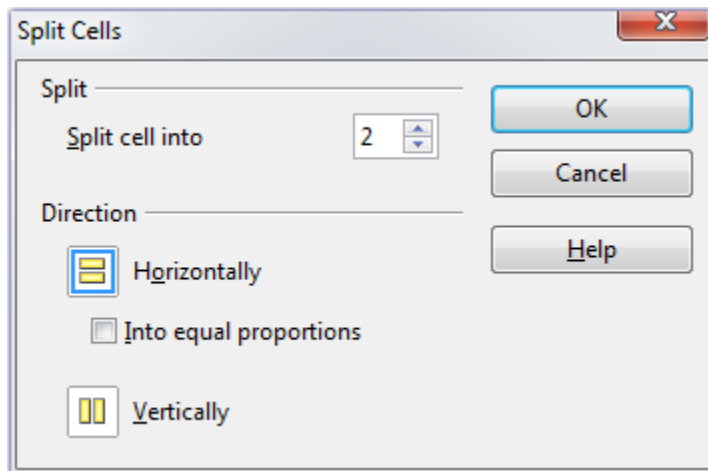 Split Cells
Split
Split cell into
2
OK
Cancel
Direction
Help
Horizontally
Into equal proportions
Vertically